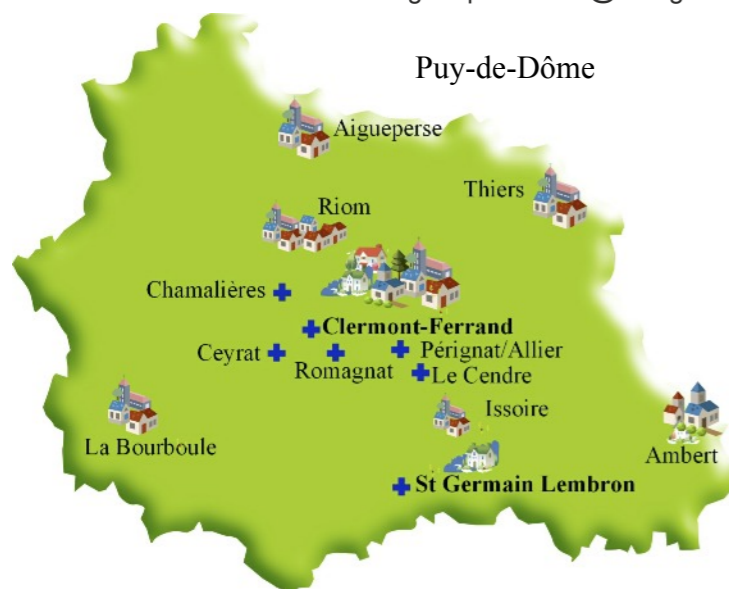 Puy-de-Dôme
Aigueperse
Thiers
Riom
Chamalières
Clermont-Ferrand
Ceyrat
Romagnat
Pérignat/Allier
Le Cendre
Issoire
La Bourboule
Ambert
St Germain Lembron